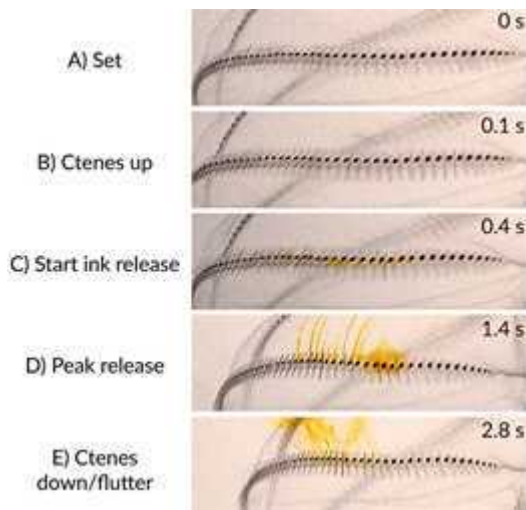 A) Set
0 s
B) Ctenes up
0.1 s
C) Start ink release
0.4 s
D) Peak release
1.4 s
E) Ctenes
down/flutter
2.8 s